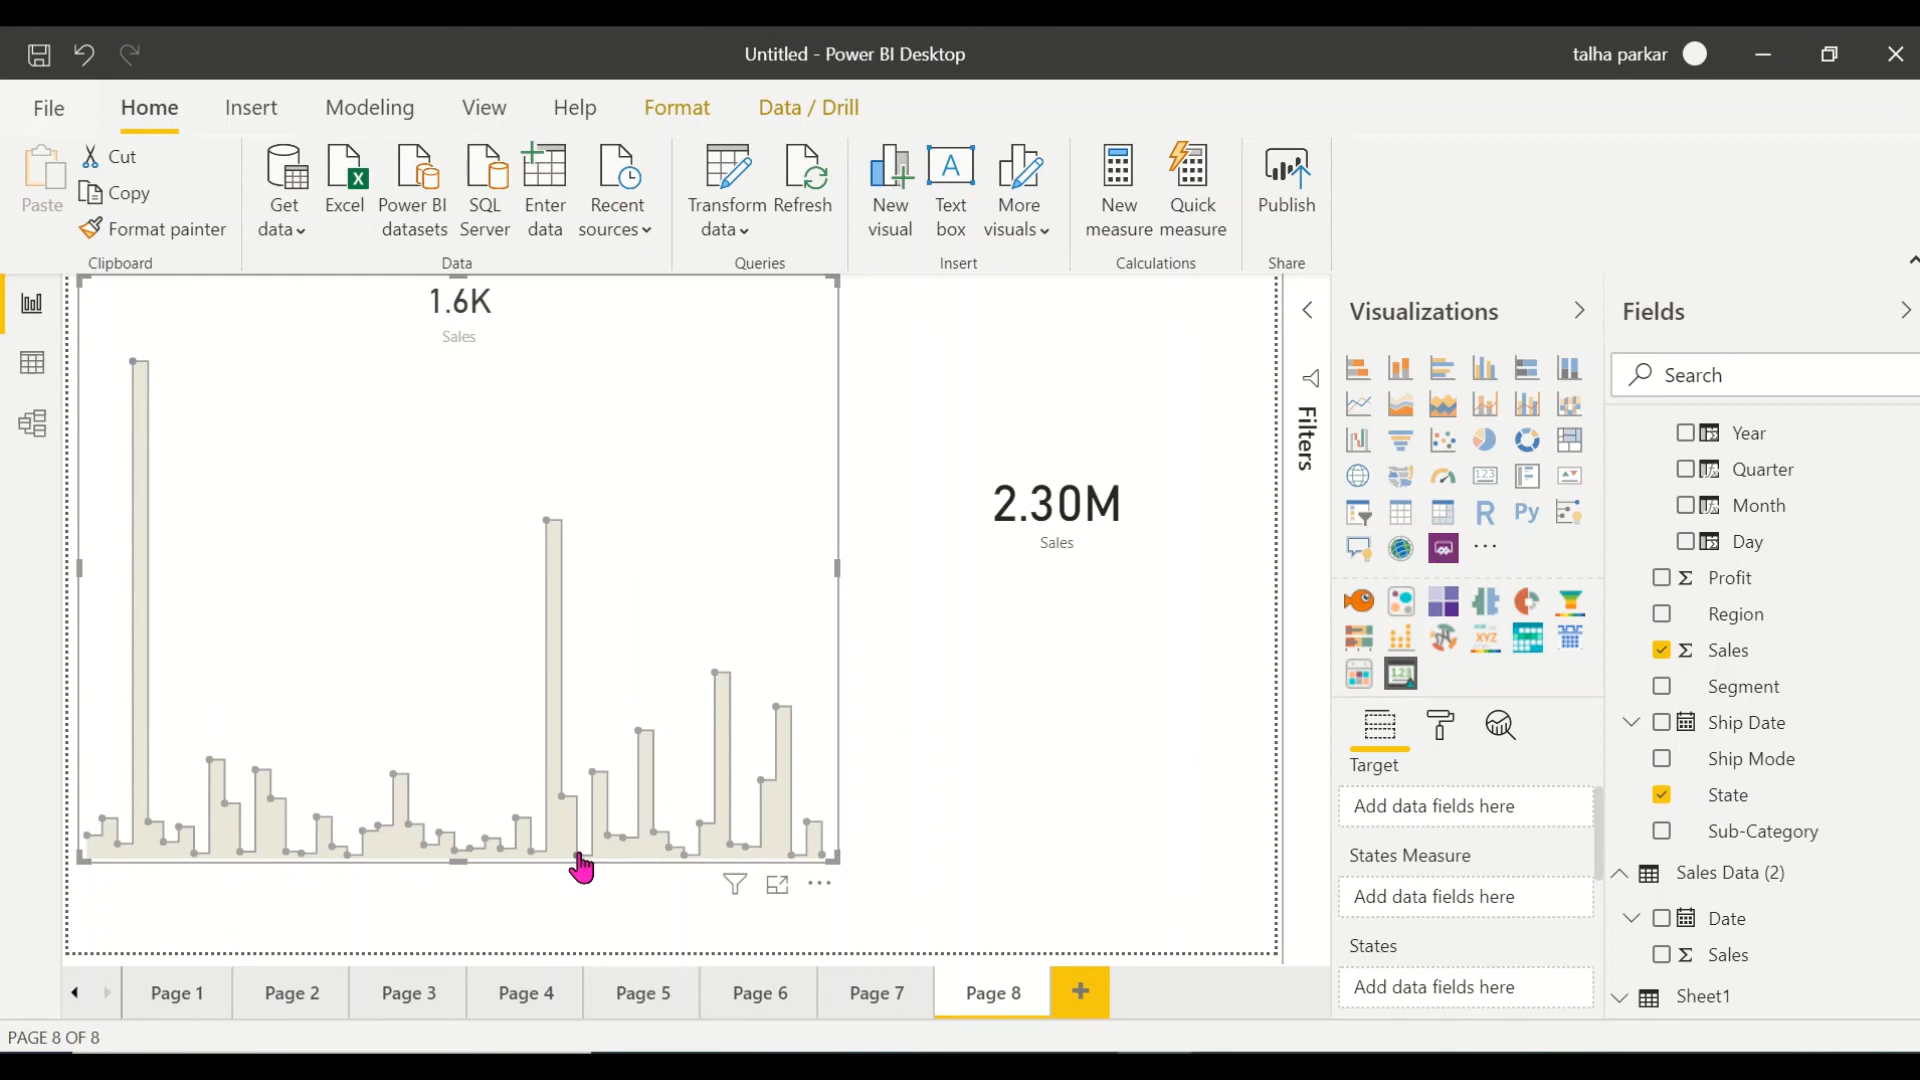 Untitled - Power BI Desktop
talha parkar
File
Home
Insert
Modeling
View
Help
Format
Data / Drill
Paste
Cut
Copy
Format painter
Clipboard
Get data
Excel
Power BI datasets
SQL Server
Enter data
Recent sources
Data
Transform data
Refresh
Queries
New visual
Text box
More visuals
Insert
New measure
Quick measure
Calculations
Publish
Share
1.6K
Sales
2.30M
Sales
Filters
Visualizations
Target
Add data fields here
States Measure
Add data fields here
States
Add data fields here
Fields
Search
Year
Quarter
Month
Day
Profit
Region
Sales
Segment
Ship Date
Ship Mode
State
Sub-Category
Sales Data (2)
Date
Sales
Sheet1
Page 1
Page 2
Page 3
Page 4
Page 5
Page 6
Page 7
Page 8
PAGE 8 OF 8